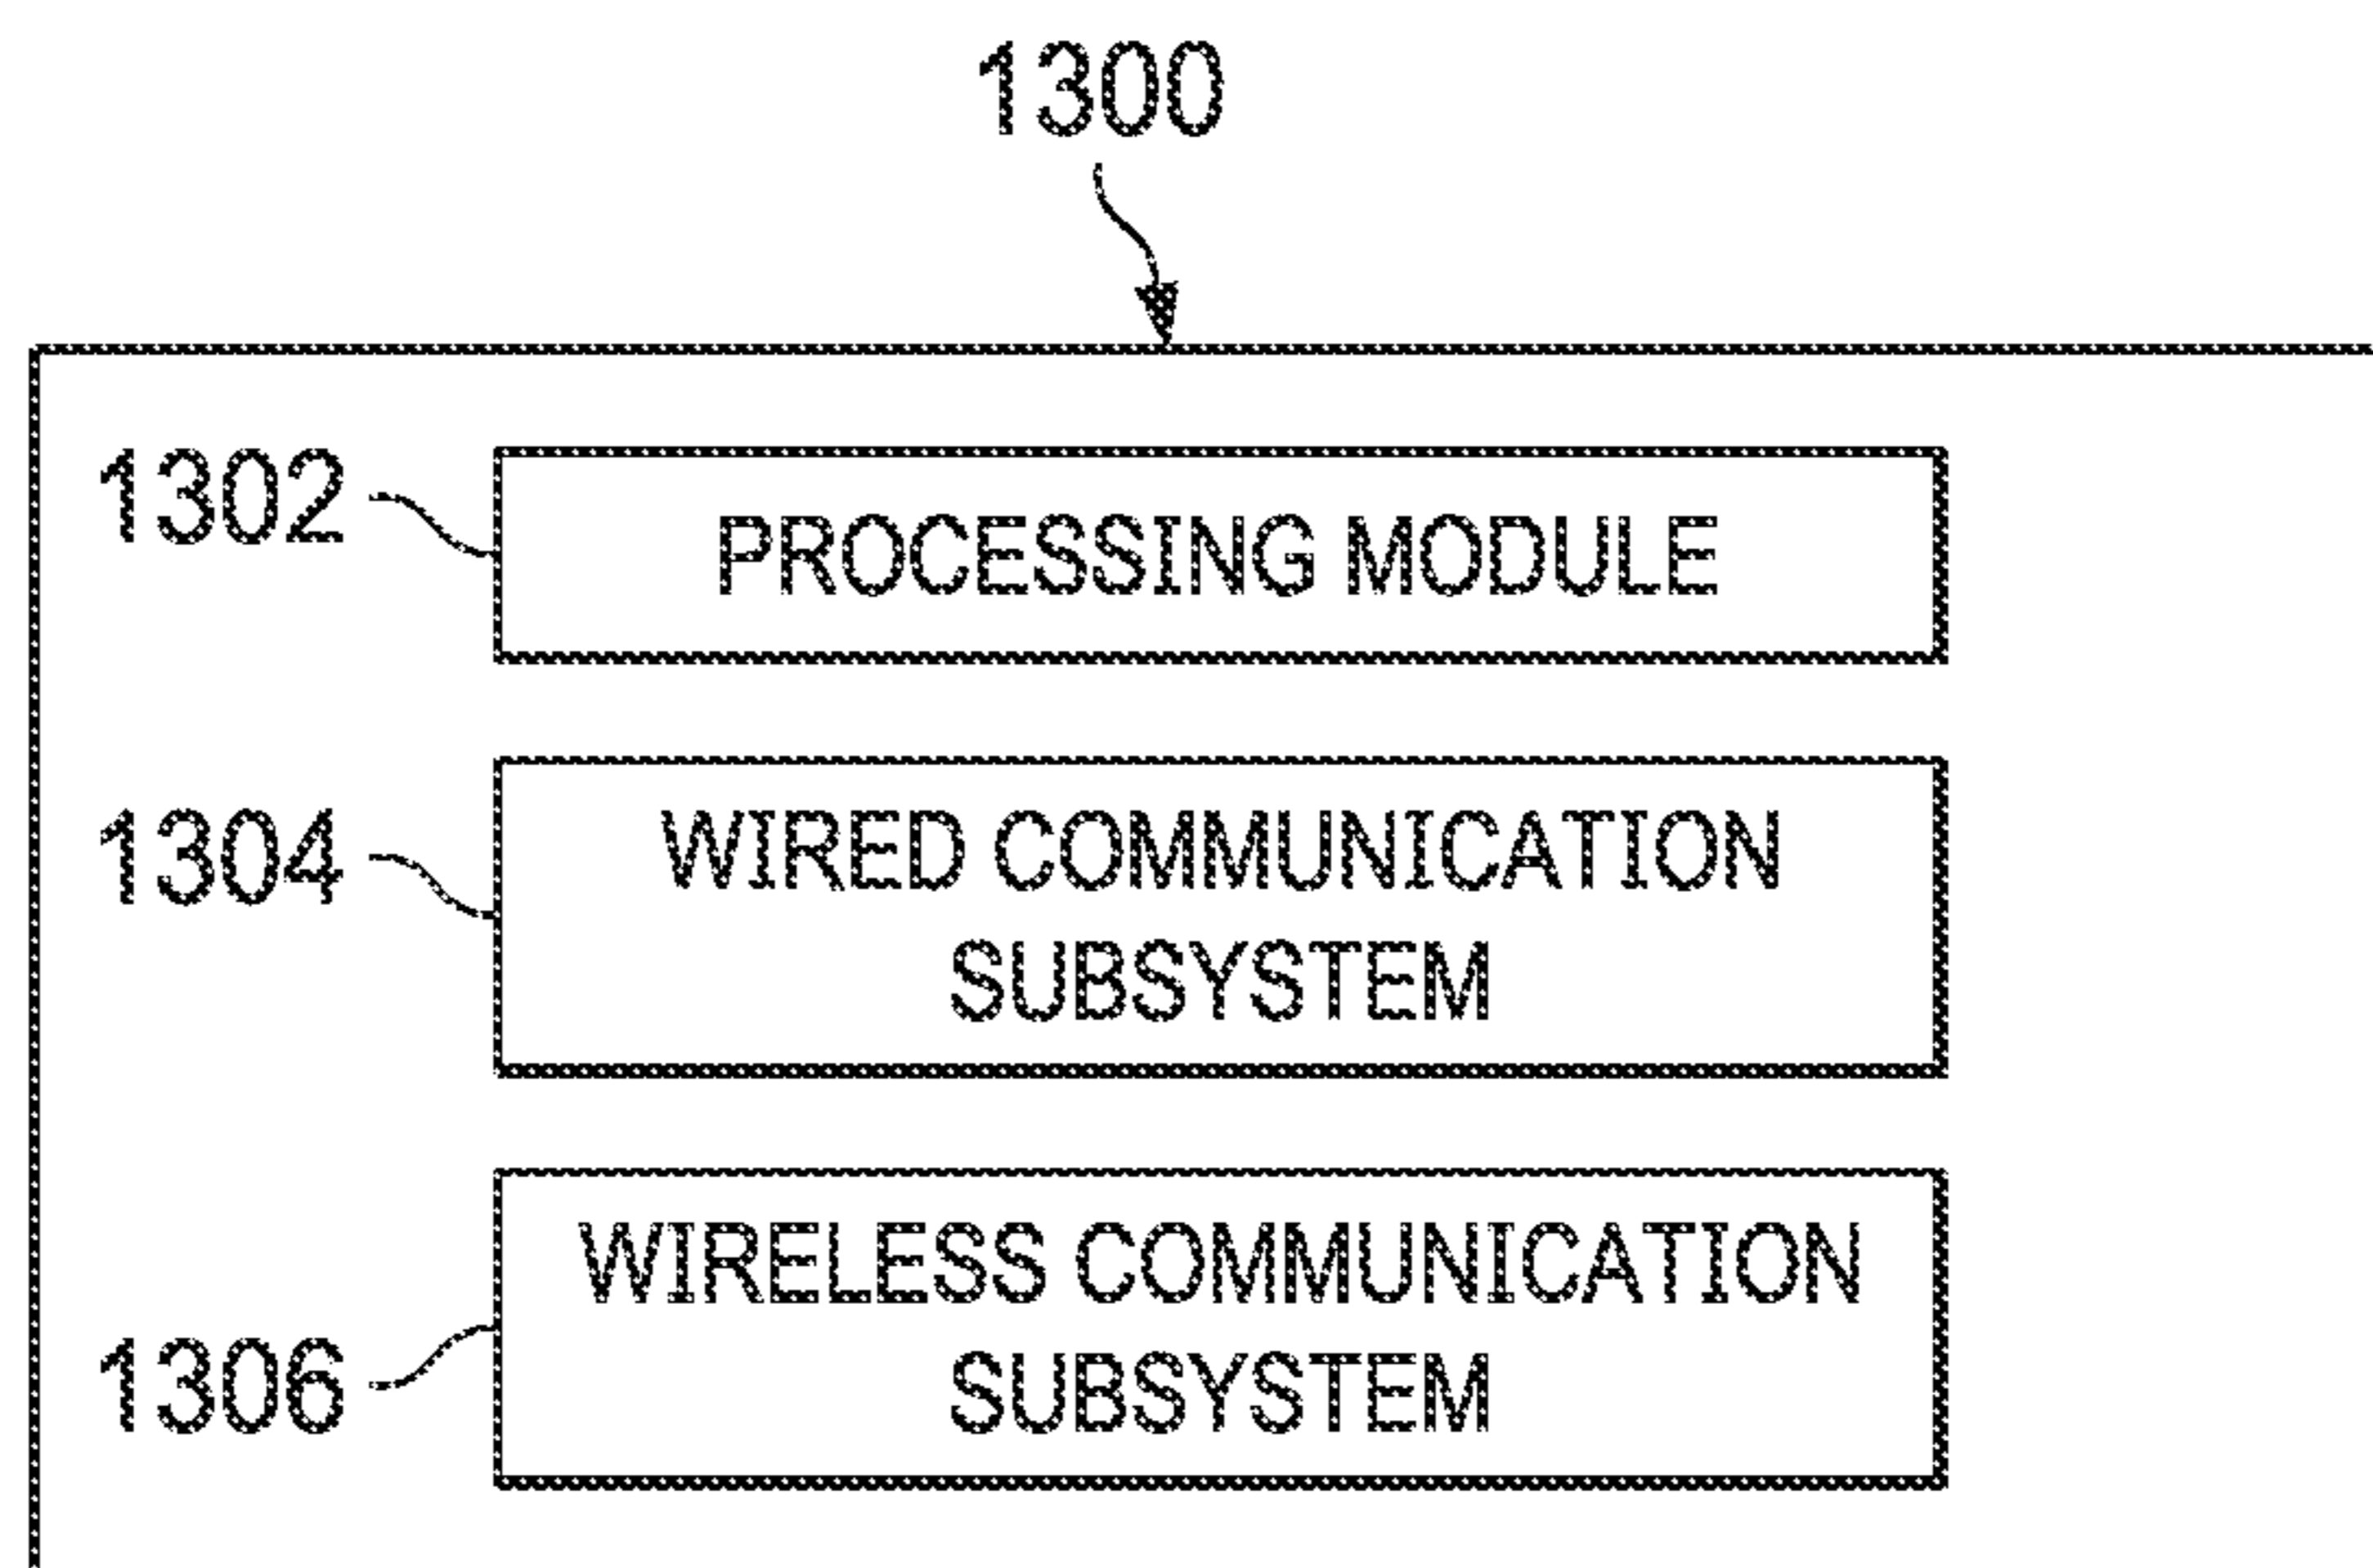 1300
1302
PROCESSING MODULE
1304
WIRED COMMUNICATION
SUBSYSTEM
WIRELESS COMMUNICATION
SUBSYSTEM
1306